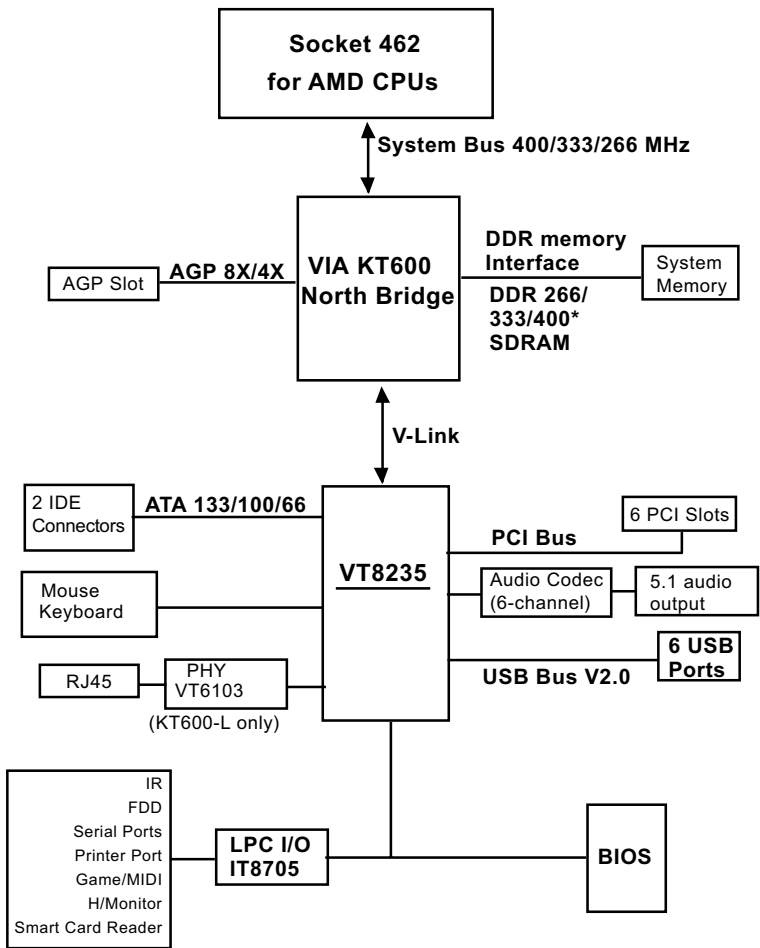 Socket 462
for AMD CPUs
System Bus 400/333/266 MHz
AGP Slot
AGP 8X/4X
VIA KT600
North Bridge
DDR memory
Interface
DDR 266/
333/400*
SDRAM
System
Memory
V-Link
2 IDE
Connectors
ATA 133/100/66
VT8235
PCI Bus
6 PCI Slots
Mouse
Keyboard
Audio Codec
(6-channel)
5.1 audio
output
RJ45
PHY
VT6103
(KT600-L only)
USB Bus V2.0
6 USB
Ports
IR
FDD
Serial Ports
Printer Port
Game/MIDI
H/Monitor
Smart Card Reader
LPC I/O
IT8705
BIOS